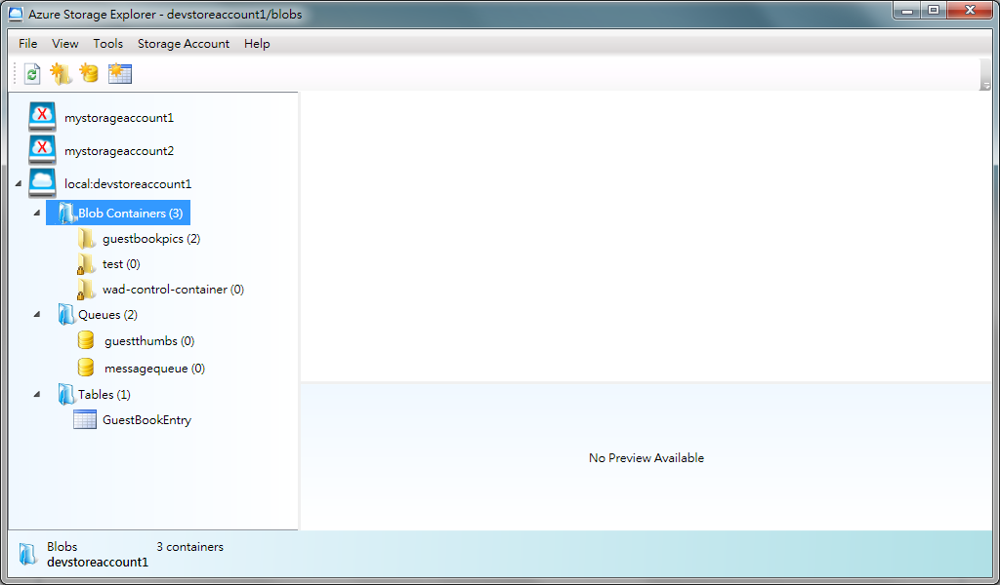 Azure Storage Explorer - devstoreaccount1/blobs
File View Tools Storage Account Help
mystorageaccount1
mystorageaccount2
local:devstoreaccount1
Blob Containers (3)
guestbookpics (2)
test (0)
wad-control-container (0)
Queues (2)
guestthumbs (0)
messagequeue (0)
Tables (1)
GuestBookEntry
No Preview Available
Blobs 3 containers
devstoreaccount1